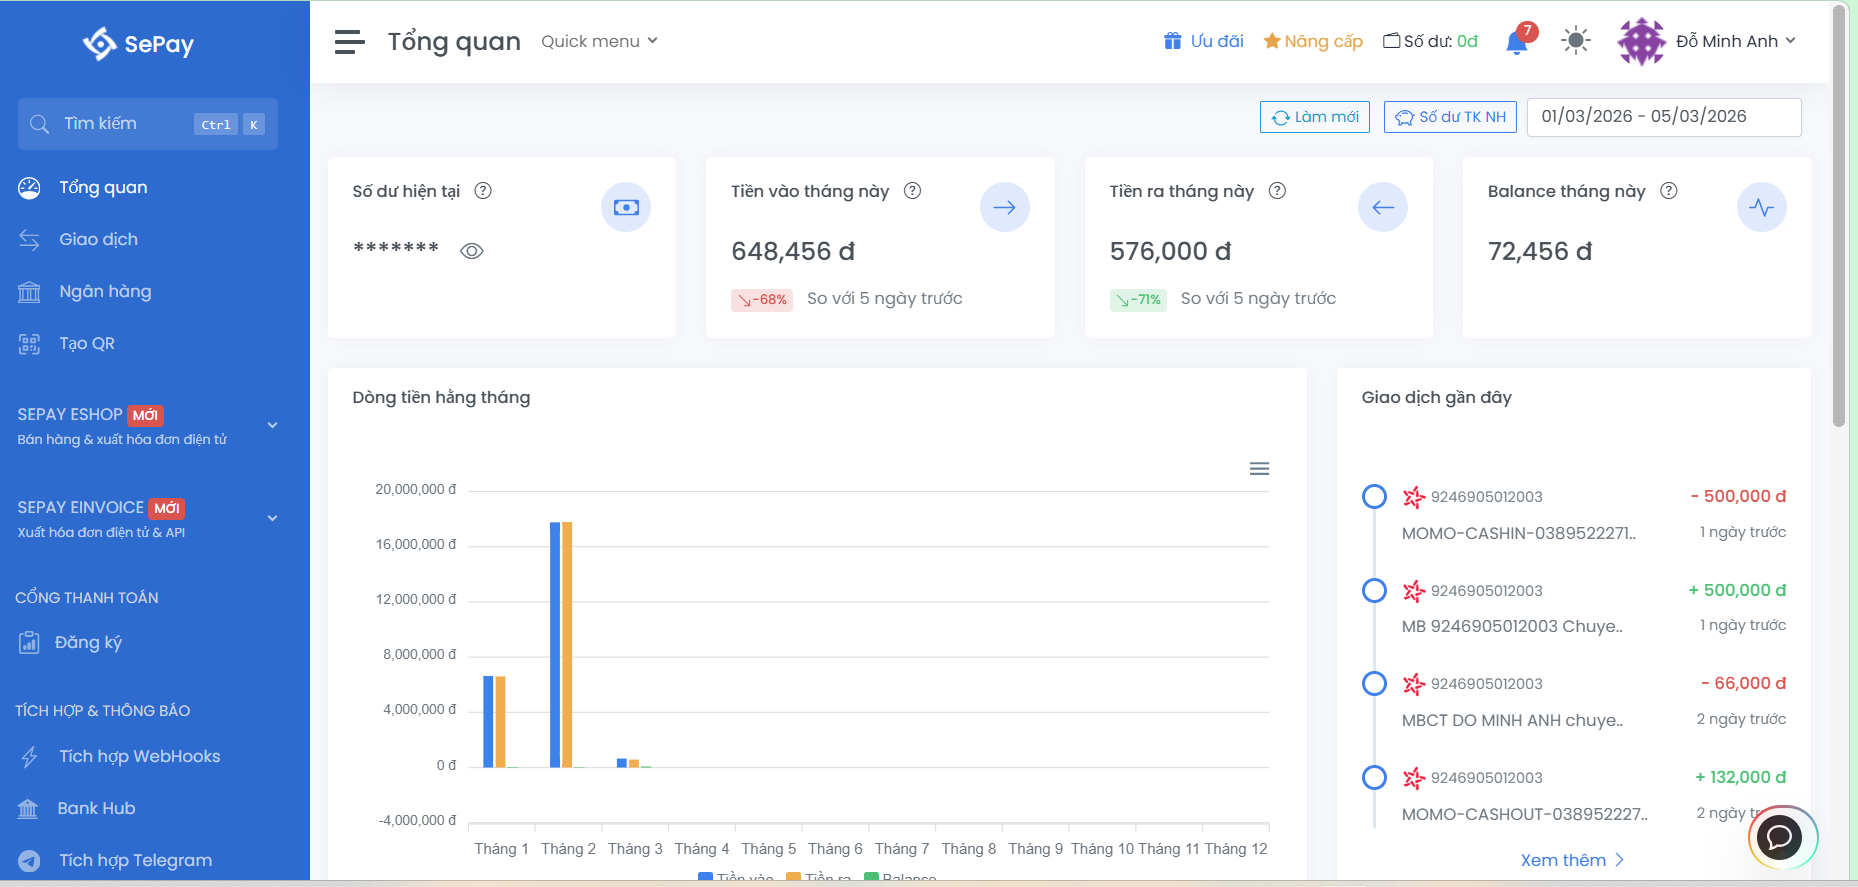 SePay
Tìm kiếm Ctrl K
Tổng quan
Giao dịch
Ngân hàng
Tạo QR
SEPAY ESHOP MỚI
Bán hàng & xuất hóa đơn điện tử
SEPAY EINVOICE MỚI
Xuất hóa đơn điện tử & API
CỔNG THANH TOÁN
Đăng ký
TÍCH HỢP & THÔNG BÁO
Tích hợp WebHooks
Bank Hub
Tích hợp Telegram
Tổng quan Quick menu
Ưu đãi Nâng cấp Số dư: 0đ 7 Đỗ Minh Anh
Làm mới Số dư TK NH 01/03/2026 - 05/03/2026
Số dư hiện tại
*******
Tiền vào tháng này
648,456 đ
-68% So với 5 ngày trước
Tiền ra tháng này
576,000 đ
-71% So với 5 ngày trước
Balance tháng này
72,456 đ
Dòng tiền hằng tháng
20,000,000 đ
16,000,000 đ
12,000,000 đ
8,000,000 đ
4,000,000 đ
0 đ
-4,000,000 đ
Tháng 1 Tháng 2 Tháng 3 Tháng 4 Tháng 5 Tháng 6 Tháng 7 Tháng 8 Tháng 9 Tháng 10 Tháng 11 Tháng 12
Tiền vào Tiền ra Balance
Giao dịch gần đây
9246905012003 - 500,000 đ
MOMO-CASHIN-0389522271.. 1 ngày trước
9246905012003 + 500,000 đ
MB 9246905012003 Chuye.. 1 ngày trước
9246905012003 - 66,000 đ
MBCT DO MINH ANH chuye.. 2 ngày trước
9246905012003 + 132,000 đ
MOMO-CASHOUT-038952227.. 2 ngày
Xem thêm